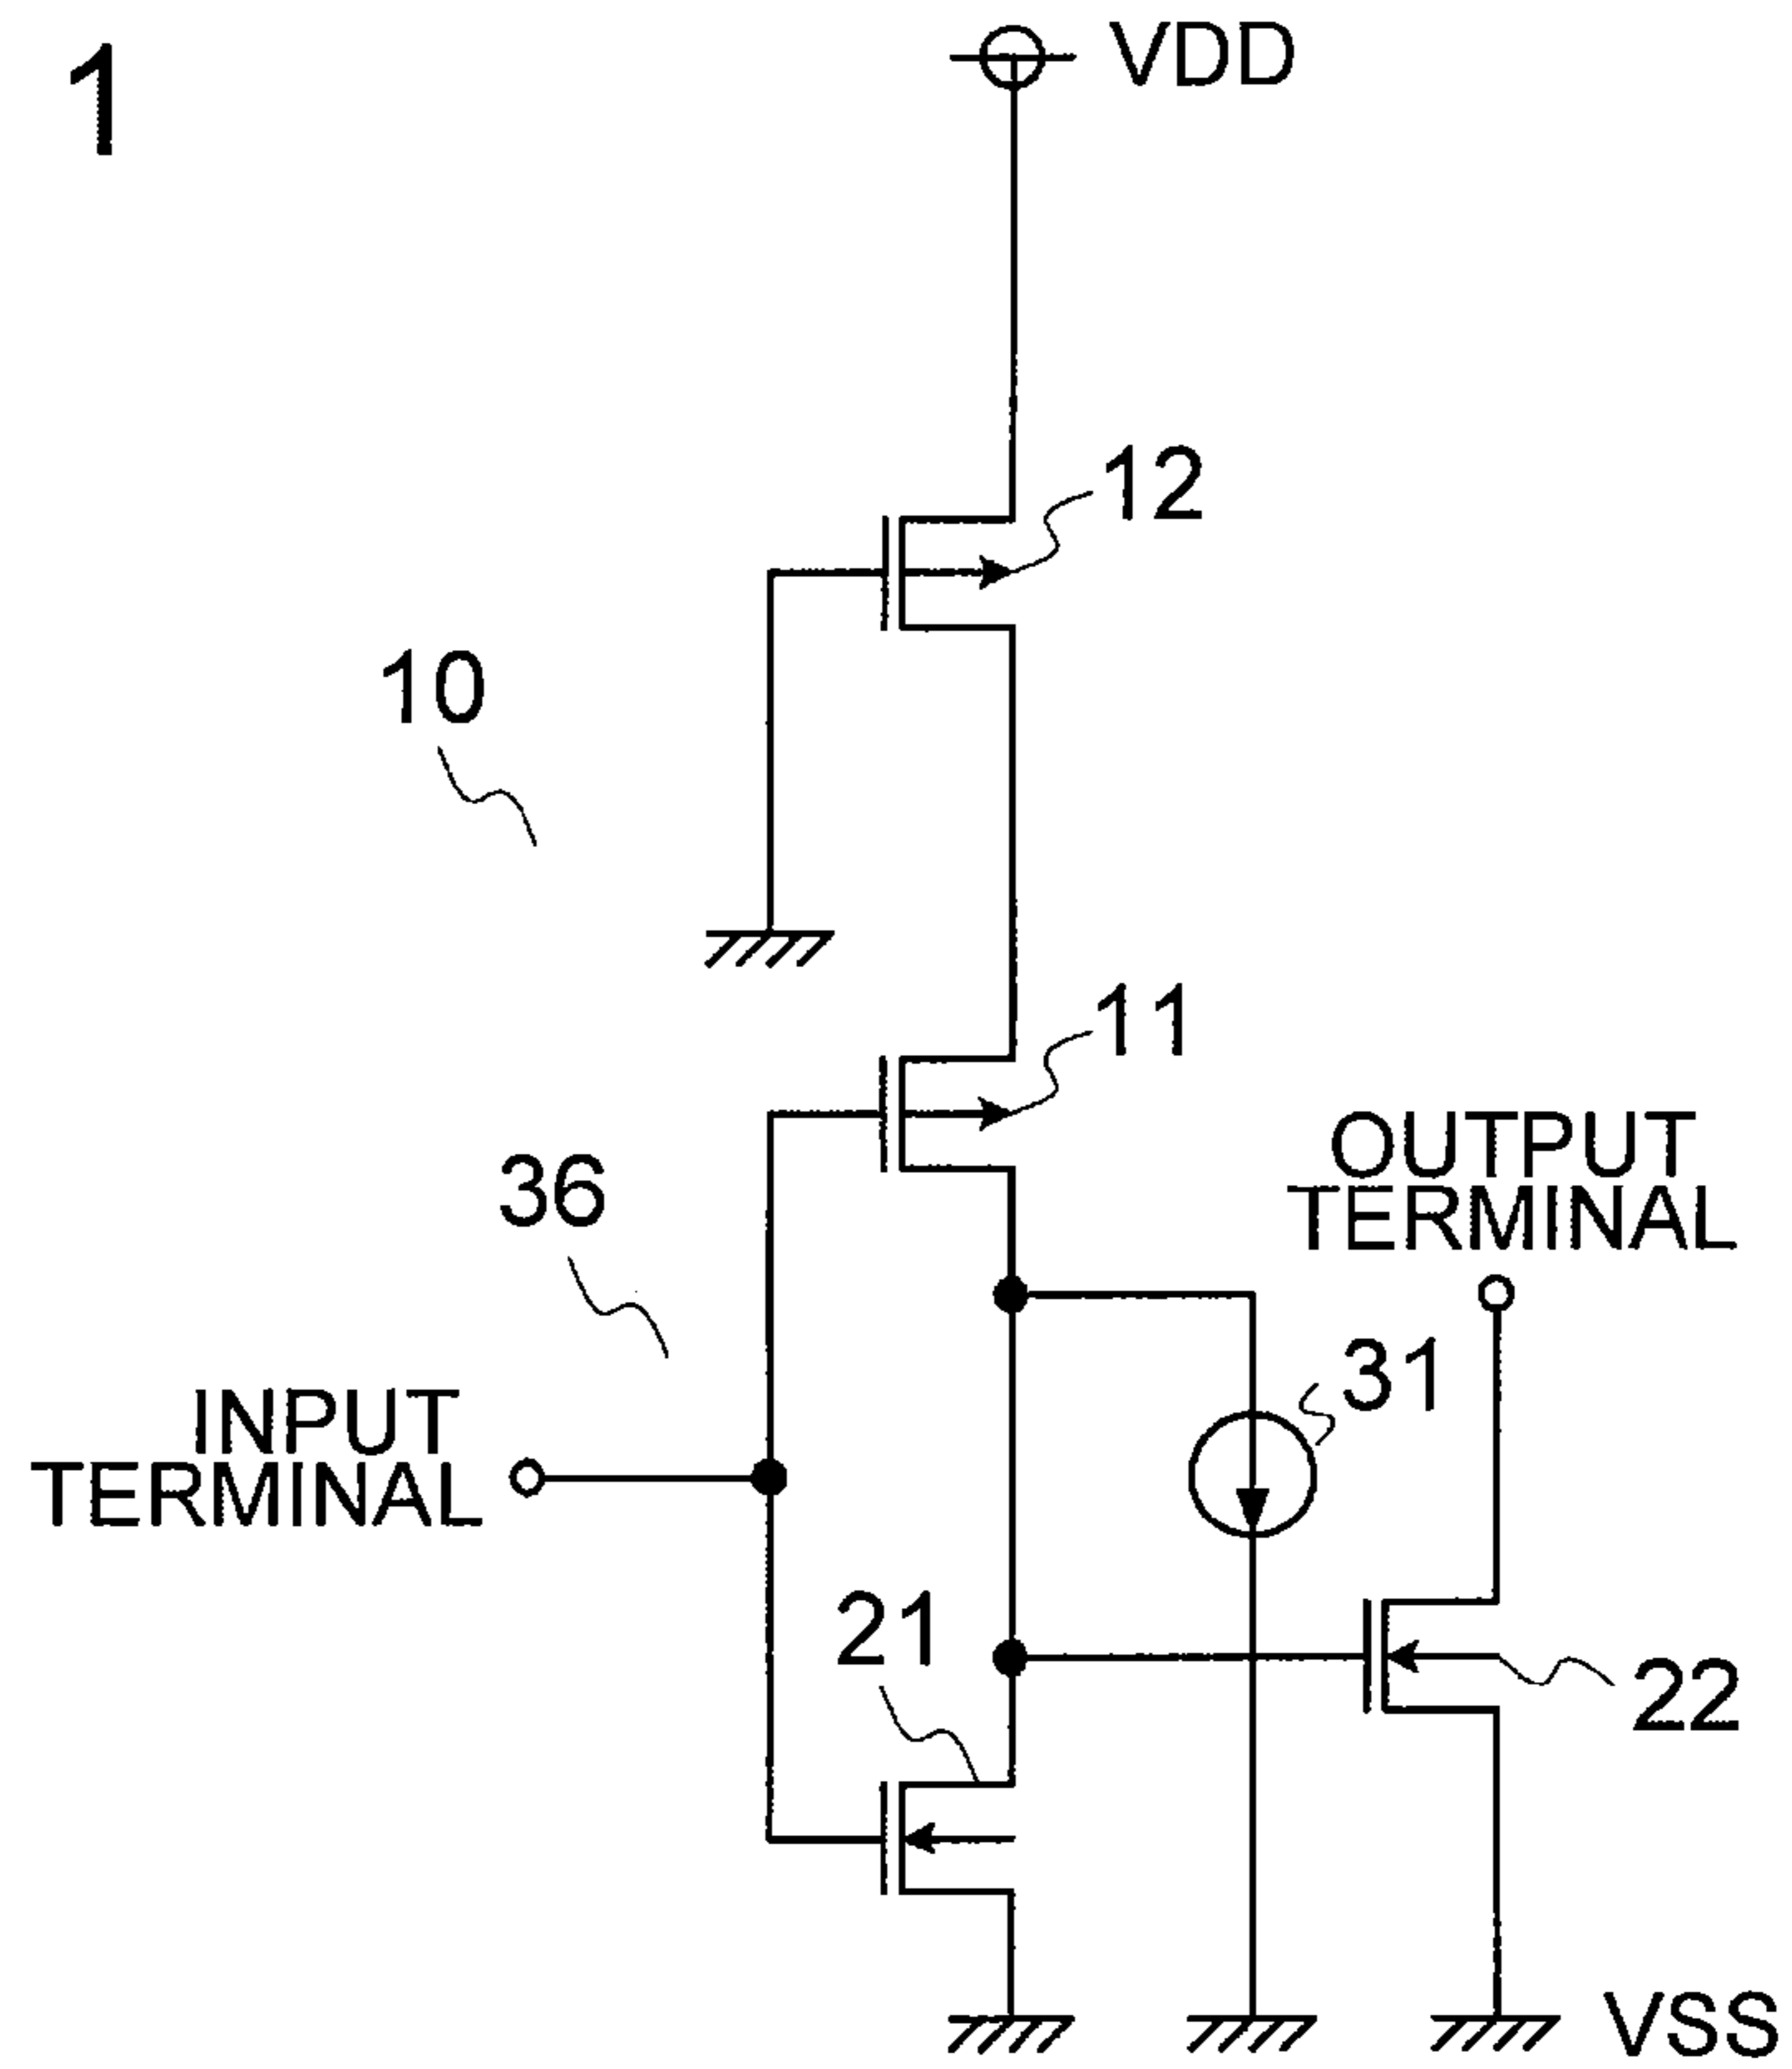 1
VDD
12
10
11
36
OUTPUT
TERMINAL
31
INPUT
TERMINAL
21
22
VSS